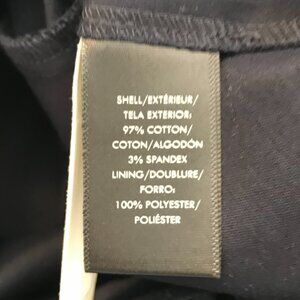 SHELL/EXTÉRIEUR/
TELA EXTERIOR:
97% COTTON/
COTON/ALGODÓN
3% SPANDEX
LINING/DOUBLURE/
FORRO:
100% POLYESTER/
POLIÉSTER